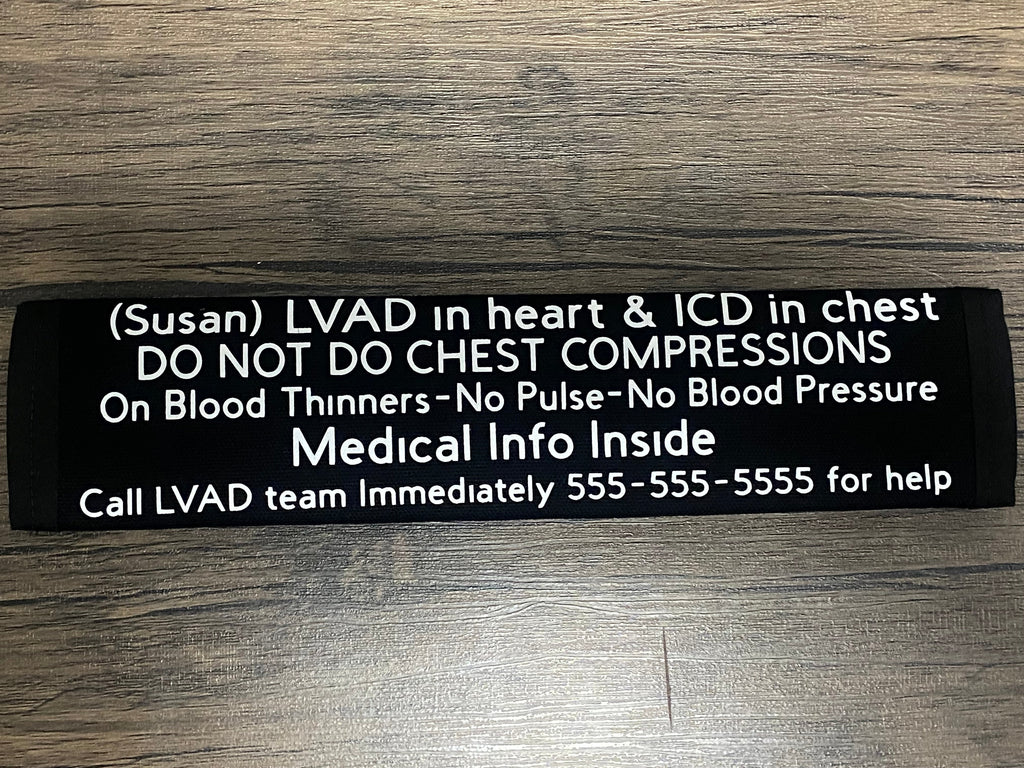 (Susan) LVAD in heart & ICD in chest
DO NOT DO CHEST COMPRESSIONS
On Blood Thinners-No Pulse-No Blood Pressure
Medical Info Inside
Call LVAD team Immediately 555-555-5555 for help